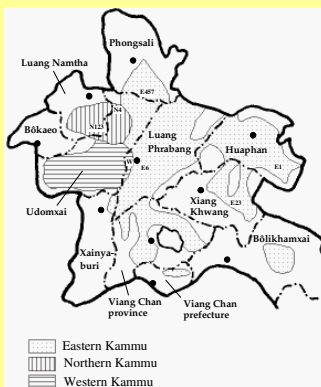 Phongsali
Luang Namtha
N4
E457
N123
Bôkaeo
Luang
Phrabang
Huaphan
W
E6
E1
Udomxai
Xiang
Khwang
E23
Bôlikhamxai
Xainya-
buri
Viang Chan
province
Viang Chan
prefecture
Eastern Kammu
Northern Kammu
Western Kammu